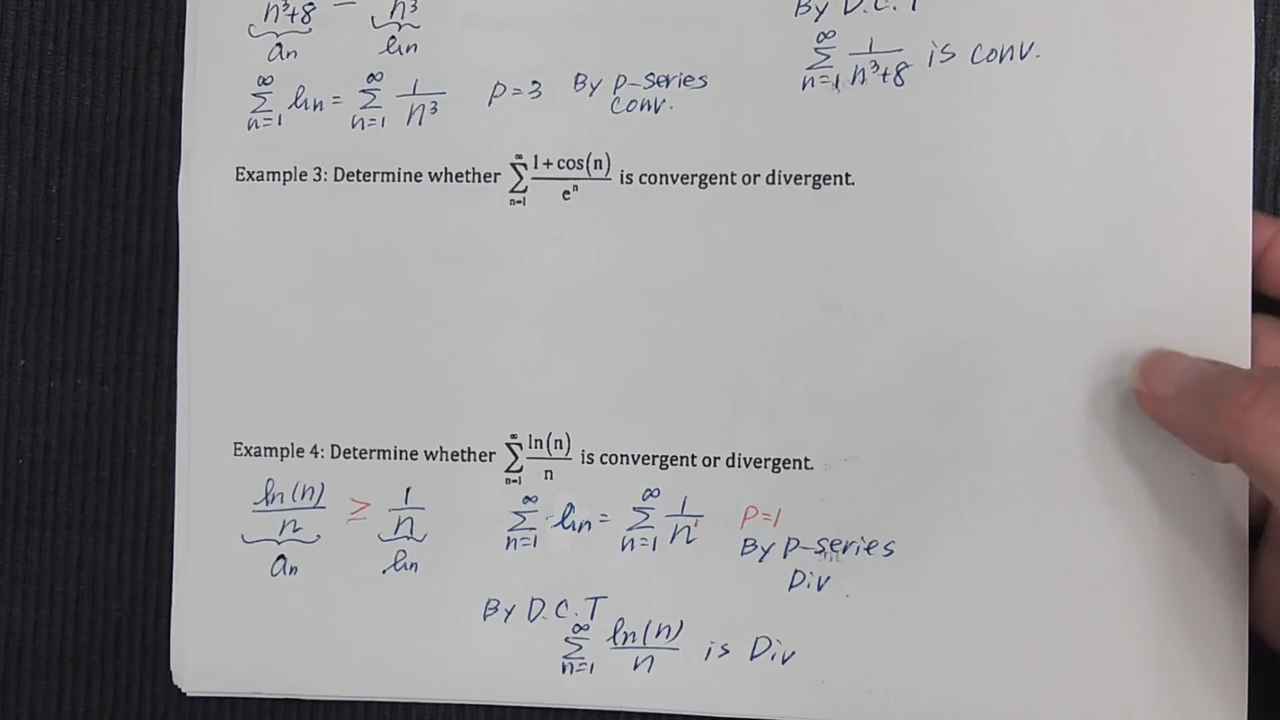 n³+8 n³
By D.C.T
an bn
∞ ∑ n=1 bn = ∞ ∑ n=1 1/n³ P=3 By P-series Conv.
∞ ∑ n=1 1/n³+8 is conv.
Example 3: Determine whether ∞ ∑ n=1 1+cos(n)/eⁿ is convergent or divergent.
Example 4: Determine whether ∞ ∑ n=1 ln(n)/n is convergent or divergent.
ln(n)/n ≥ 1/n ∞ ∑ n=1 bn = ∞ ∑ n=1 1/n¹ P=1
an bn By P-series
Div
By D.C.T
∞ ∑ n=1 ln(n)/n is Div